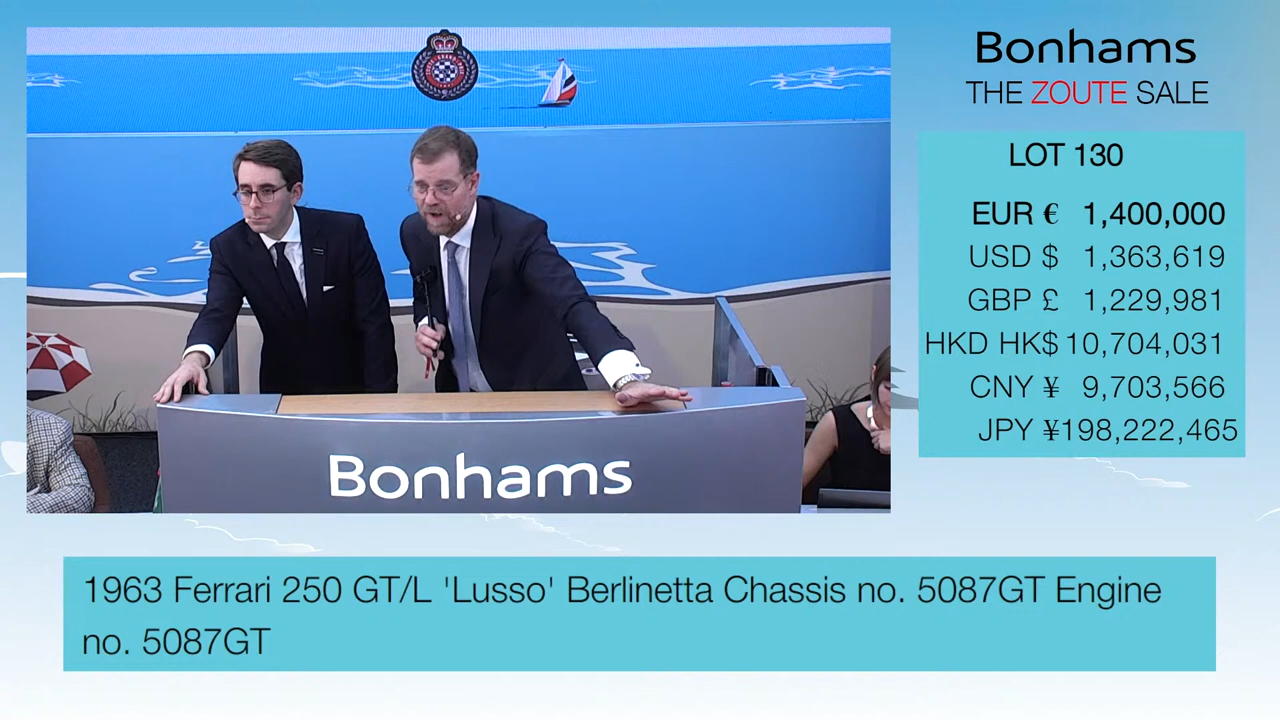 Bonhams
THE ZOUTE SALE
LOT 130
EUR € 1,400,000
USD $ 1,363,619
GBP £ 1,229,981
HKD HK$ 10,704,031
CNY ¥ 9,703,566
JPY ¥198,222,465
Bonhams
1963 Ferrari 250 GT/L 'Lusso' Berlinetta Chassis no. 5087GT Engine
no. 5087GT